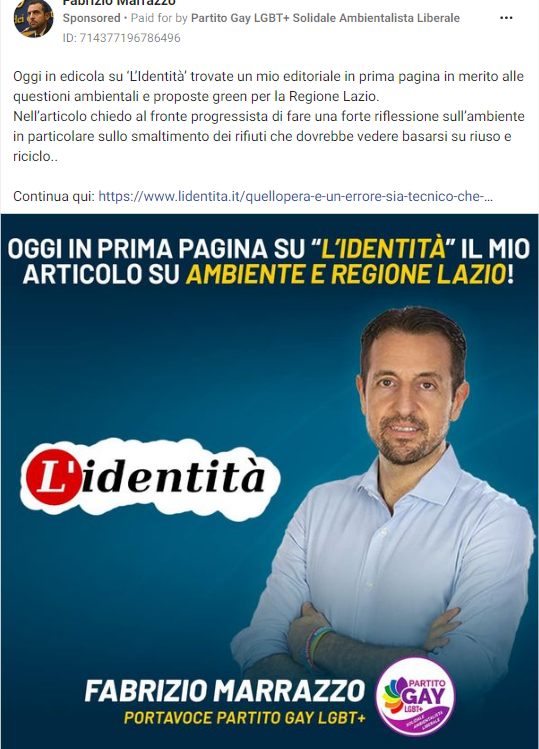 Fabrizio Marrazzo
Sponsored • Paid for by Partito Gay LGBT+ Solidale Ambientalista Liberale
ID: 714377196786496
Oggi in edicola su ‘L’Identità’ trovate un mio editoriale in prima pagina in merito alle
questioni ambientali e proposte green per la Regione Lazio.
Nell’articolo chiedo al fronte progressista di fare una forte riflessione sull’ambiente
in particolare sullo smaltimento dei rifiuti che dovrebbe vedere basarsi su riuso e
riciclo..
Continua qui: https://www.lidentita.it/quellopera-e-un-errore-sia-tecnico-che-...
OGGI IN PRIMA PAGINA SU “L’IDENTITÀ” IL MIO
ARTICOLO SU AMBIENTE E REGIONE LAZIO!
L'identità
FABRIZIO MARRAZZO
PORTAVOCE PARTITO GAY LGBT+
PARTITO
GAY
LGBT+
SOLIDALE
AMBIENTALISTA
LIBERALE